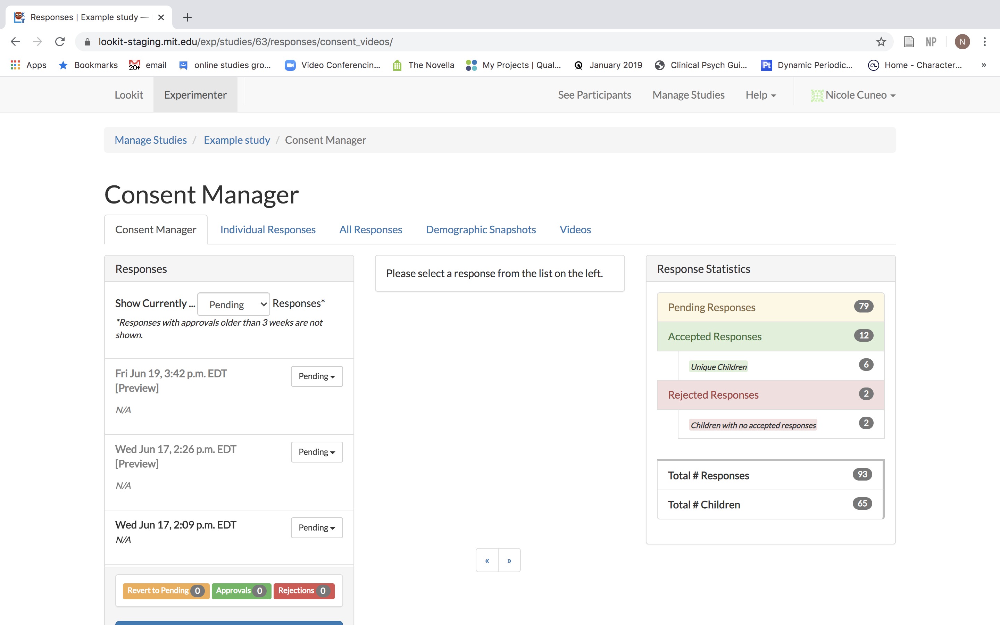 Responses | Example study —
lookit-staging.mit.edu/exp/studies/63/responses/consent_videos/
NP
N
Apps
Bookmarks
20+
email
online studies gro...
Video Conferencin...
The Novella
My Projects | Qual...
January 2019
Clinical Psych Gui...
Pt
Dynamic Periodic...
CL
Home - Character...
»
Lookit
Experimenter
See Participants
Manage Studies
Help
Nicole Cuneo
Manage Studies / Example study / Consent Manager
Consent Manager
Consent Manager
Individual Responses
All Responses
Demographic Snapshots
Videos
Responses
Show Currently ... Pending Responses*
*Responses with approvals older than 3 weeks are not
shown.
Fri Jun 19, 3:42 p.m. EDT
[Preview]
Pending
N/A
Wed Jun 17, 2:26 p.m. EDT
[Preview]
Pending
N/A
Wed Jun 17, 2:09 p.m. EDT
Pending
N/A
Revert to Pending 0
Approvals 0
Rejections 0
Please select a response from the list on the left.
« »
Response Statistics
Pending Responses 79
Accepted Responses 12
Unique Children 6
Rejected Responses 2
Children with no accepted responses 2
Total # Responses 93
Total # Children 65